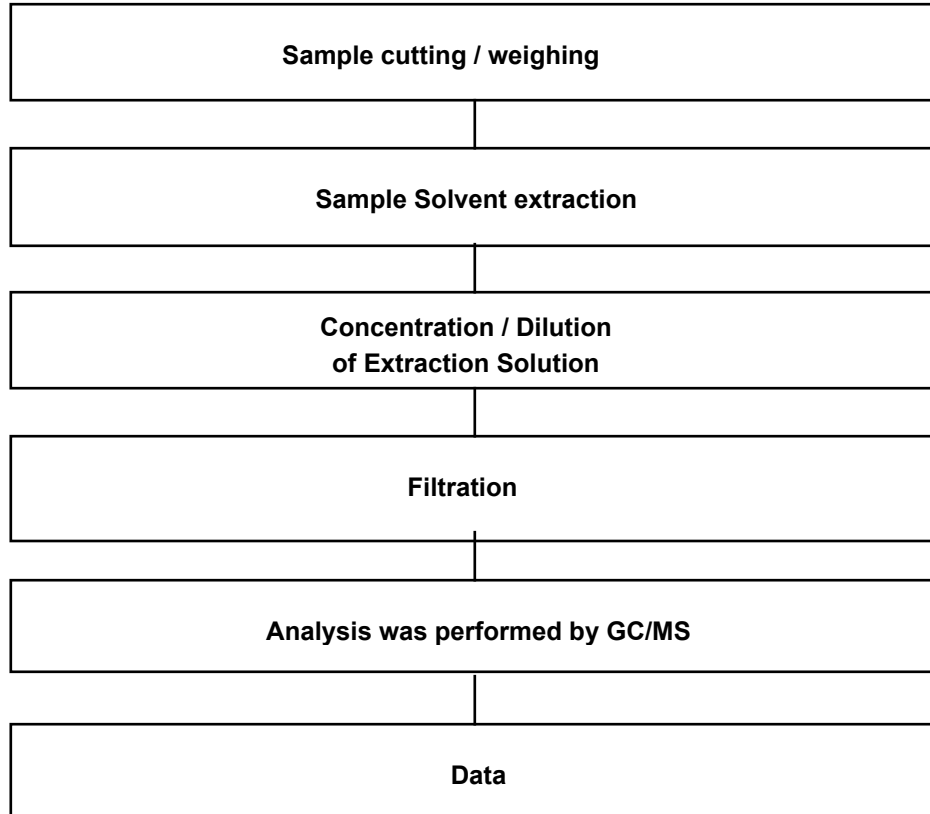 Sample cutting / weighing
Sample Solvent extraction
Concentration / Dilution
of Extraction Solution
Filtration
Analysis was performed by GC/MS
Data